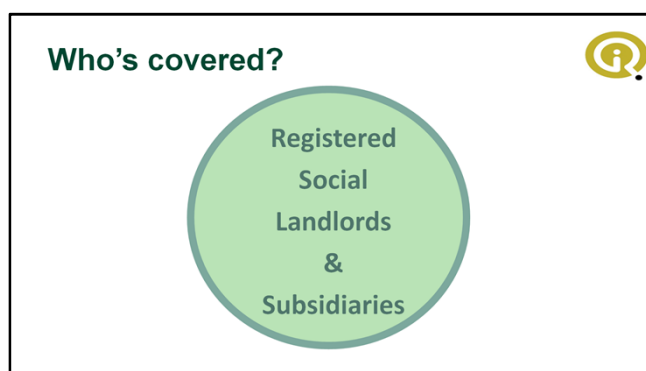 Who's covered?
Registered
Social
Landlords
&
Subsidiaries